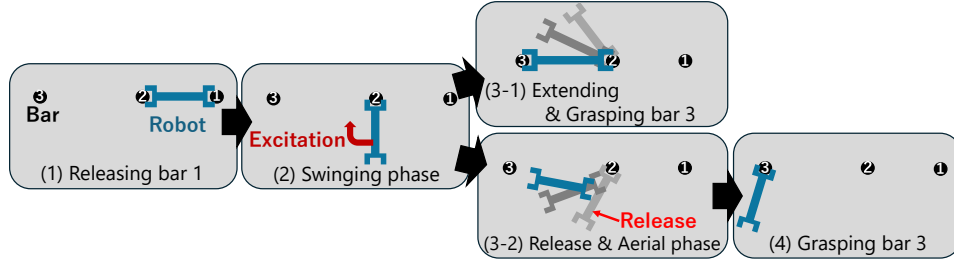 3 2 1
Bar
Robot
(1) Releasing bar 1
3 2 1
Excitation
(2) Swinging phase
3 2 1
(3-1) Extending
& Grasping bar 3
3 2 1
Release
(3-2) Release & Aerial phase
3 2 1
(4) Grasping bar 3